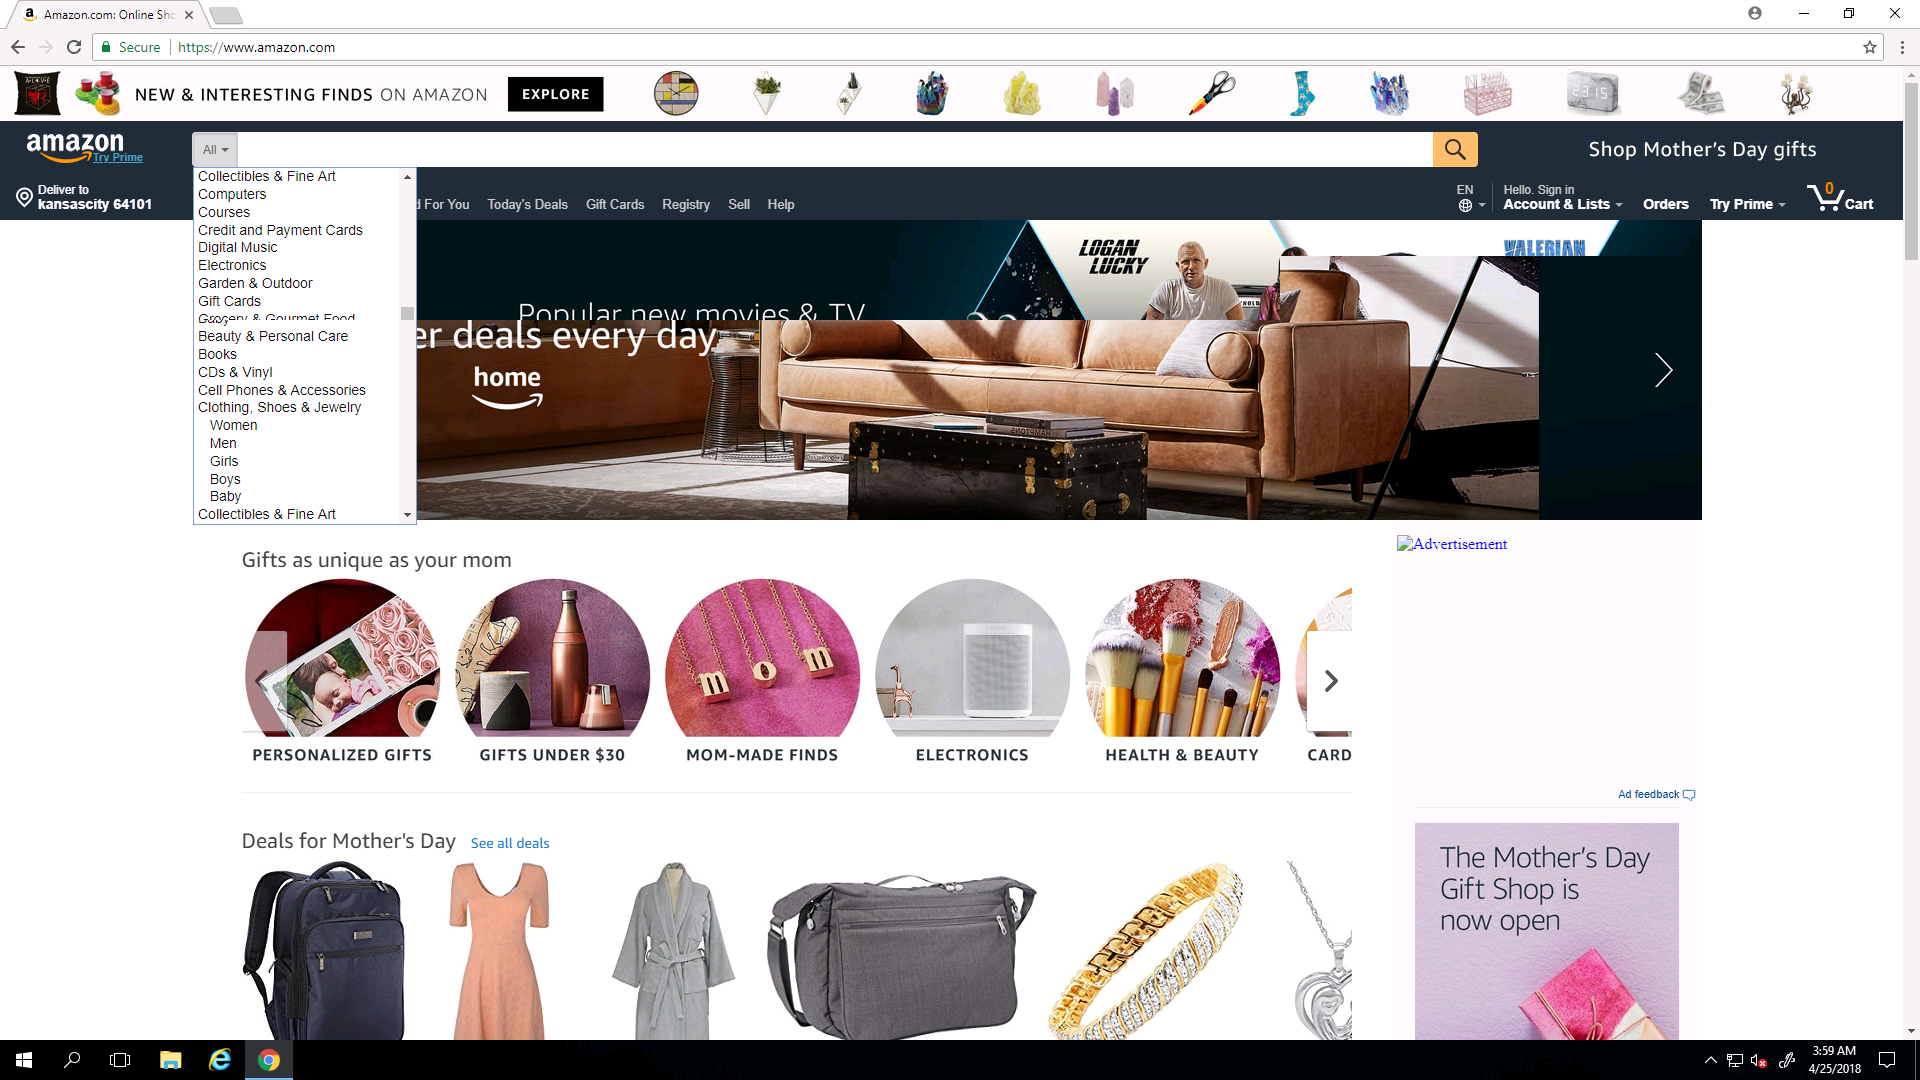 Amazon.com: Online Sho
Secure
https://www.amazon.com
NEW & INTERESTING FINDS ON AMAZON
EXPLORE
23:15
amazon
Try Prime
All
Shop Mother's Day gifts
Deliver to
kansascity 64101
d For You
Today's Deals
Gift Cards
Registry
Sell
Help
EN
Hello. Sign in
Account & Lists
Orders
Try Prime
0
Cart
Collectibles & Fine Art
Computers
Courses
Credit and Payment Cards
Digital Music
Electronics
Garden & Outdoor
Gift Cards
Grocery & Gourmet Food
Beauty & Personal Care
Books
CDs & Vinyl
Cell Phones & Accessories
Clothing, Shoes & Jewelry
Women
Men
Girls
Boys
Baby
Collectibles & Fine Art
LOGAN
LUCKY
VALERIAN
Popular new movies & TV
er deals every day
home
Gifts as unique as your mom
PERSONALIZED GIFTS
GIFTS UNDER $30
MOM-MADE FINDS
ELECTRONICS
HEALTH & BEAUTY
CARD
m o m
Advertisement
Ad feedback
Deals for Mother's Day
See all deals
The Mother's Day
Gift Shop is
now open
3:59 AM
4/25/2018